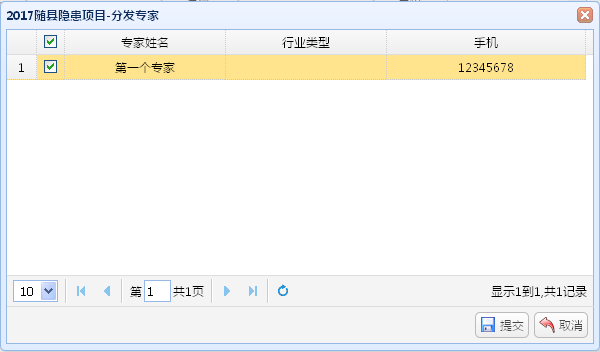 2017随县隐患项目-分发专家
专家姓名 行业类型 手机
1 第一个专家 12345678
10 第 1 共1页 显示1到1,共1记录
提交 取消